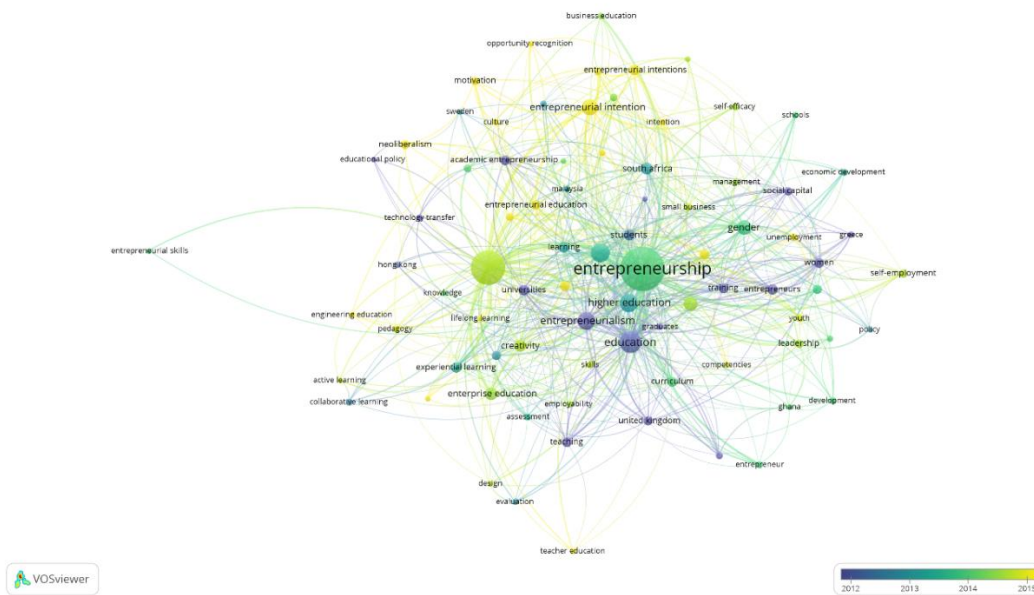 business education
opportunity recognition
entrepreneurial intentions
motivation
self-efficacy
entrepreneurial intention
sweden
schools
culture
intention
neoliberalism
educational policy
academic entrepreneurship
south africa
economic development
management
malaysia
social capital
entrepreneurial education
small business
technology transfer
gender
students
unemployment
greece
learning
entrepreneurial skills
hong kong
entrepreneurship
women
self-employment
knowledge
universities
training
entrepreneurs
higher education
engineering education
lifelong learning
entrepreneurialism
youth
pedagogy
graduates
policy
education
creativity
leadership
experiential learning
skills
competencies
active learning
curriculum
enterprise education
collaborative learning
employability
development
ghana
assessment
united kingdom
teaching
entrepreneur
design
evaluation
teacher education
VOSviewer
2012 2013 2014 2015